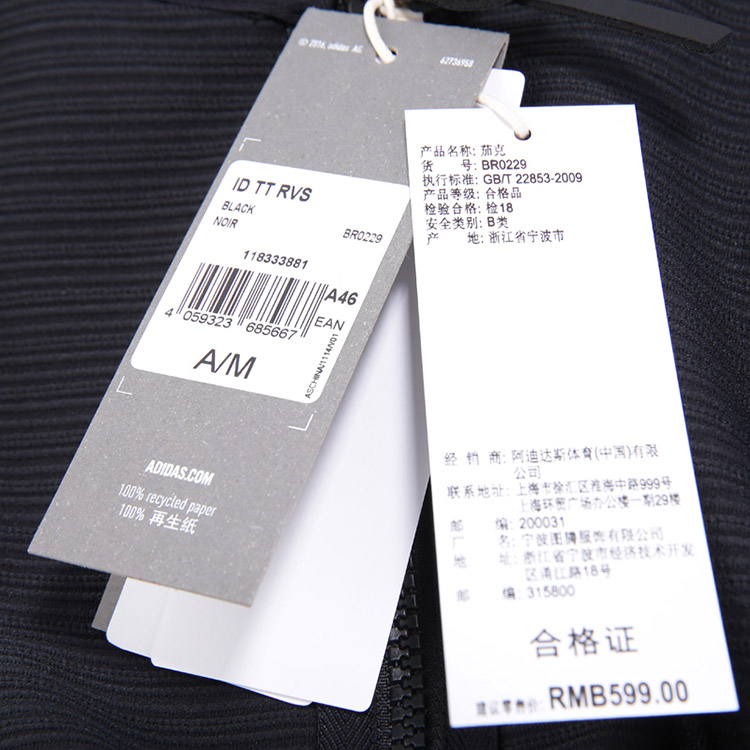 © 2016, adidas AG
62736968
ID TT RVS
BLACK
NOIR
BR0229
118333881
A46
4 059323 685667 EAN
A/M
ASCHINA/1114/V01
ADIDAS.COM
100% recycled paper
100% 再生纸
产品名称: 茄克
货 号: BR0229
执行标准: GB/T 22853-2009
产品等级: 合格品
检验合格: 检18
安全类别: B类
产 地: 浙江省宁波市
经 销 商: 阿迪达斯体育(中国)有限
公司
联系地址: 上海市徐汇区淮海中路999号
上海环贸广场办公楼一期29楼
邮 编: 200031
厂 名: 宁波图腾服饰有限公司
地 址: 浙江省宁波市经济技术开发
区甬江路18号
邮 编: 315800
合格证
建议零售价: RMB599.00